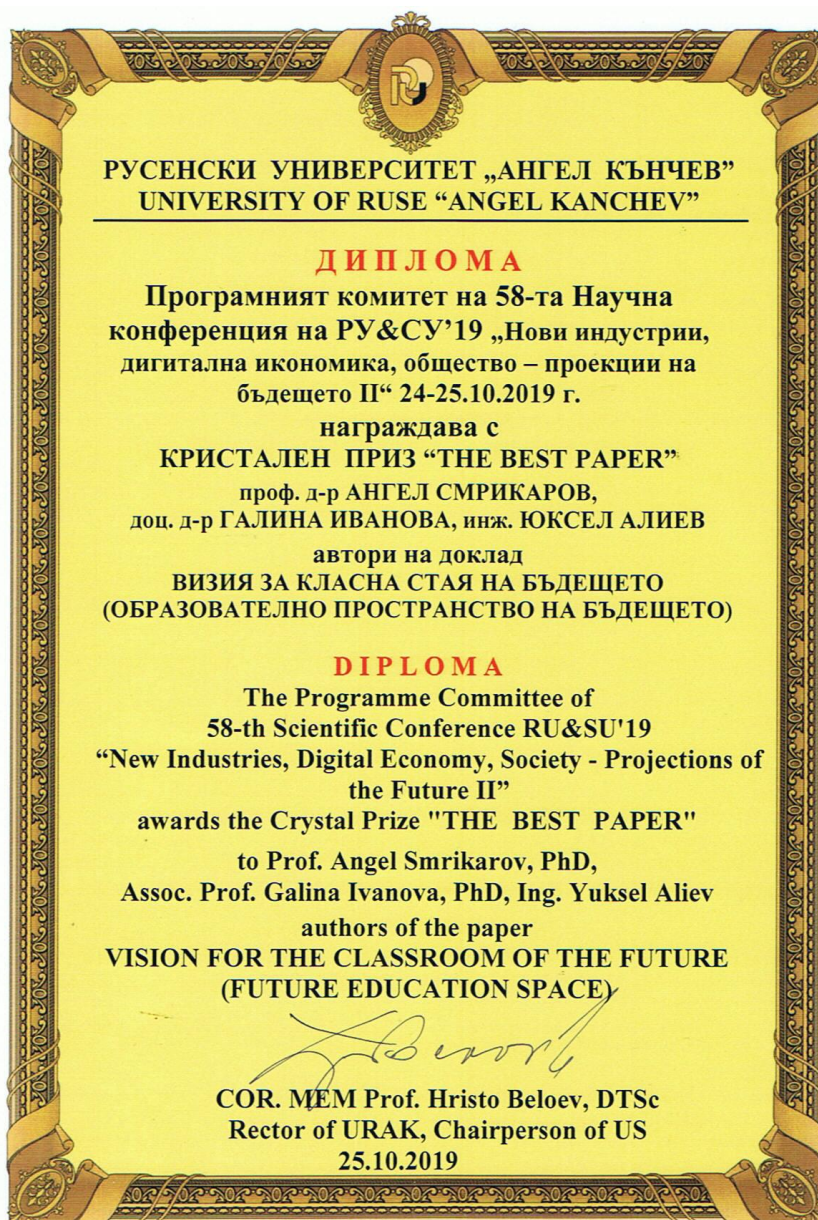 РУСЕНСКИ УНИВЕРСИТЕТ „АНГЕЛ КЪНЧЕВ”
UNIVERSITY OF RUSE “ANGEL KANCHEV”
ДИПЛОМА
Програмният комитет на 58-та Научна
конференция на РУ&СУ’19 „Нови индустрии,
дигитална икономика, общество – проекции на
бъдещето II“ 24-25.10.2019 г.
награждава с
КРИСТАЛЕН ПРИЗ “THE BEST PAPER”
проф. д-р АНГЕЛ СМРИКАРОВ,
доц. д-р ГАЛИНА ИВАНОВА, инж. ЮКСЕЛ АЛИЕВ
автори на доклад
ВИЗИЯ ЗА КЛАСНА СТАЯ НА БЪДЕЩЕТО
(ОБРАЗОВАТЕЛНО ПРОСТРАНСТВО НА БЪДЕЩЕТО)
DIPLOMA
The Programme Committee of
58-th Scientific Conference RU&SU'19
“New Industries, Digital Economy, Society - Projections of
the Future II”
awards the Crystal Prize "THE BEST PAPER"
to Prof. Angel Smrikarov, PhD,
Assoc. Prof. Galina Ivanova, PhD, Ing. Yuksel Aliev
authors of the paper
VISION FOR THE CLASSROOM OF THE FUTURE
(FUTURE EDUCATION SPACE)
COR. MEM Prof. Hristo Beloev, DTSc
Rector of URAK, Chairperson of US
25.10.2019